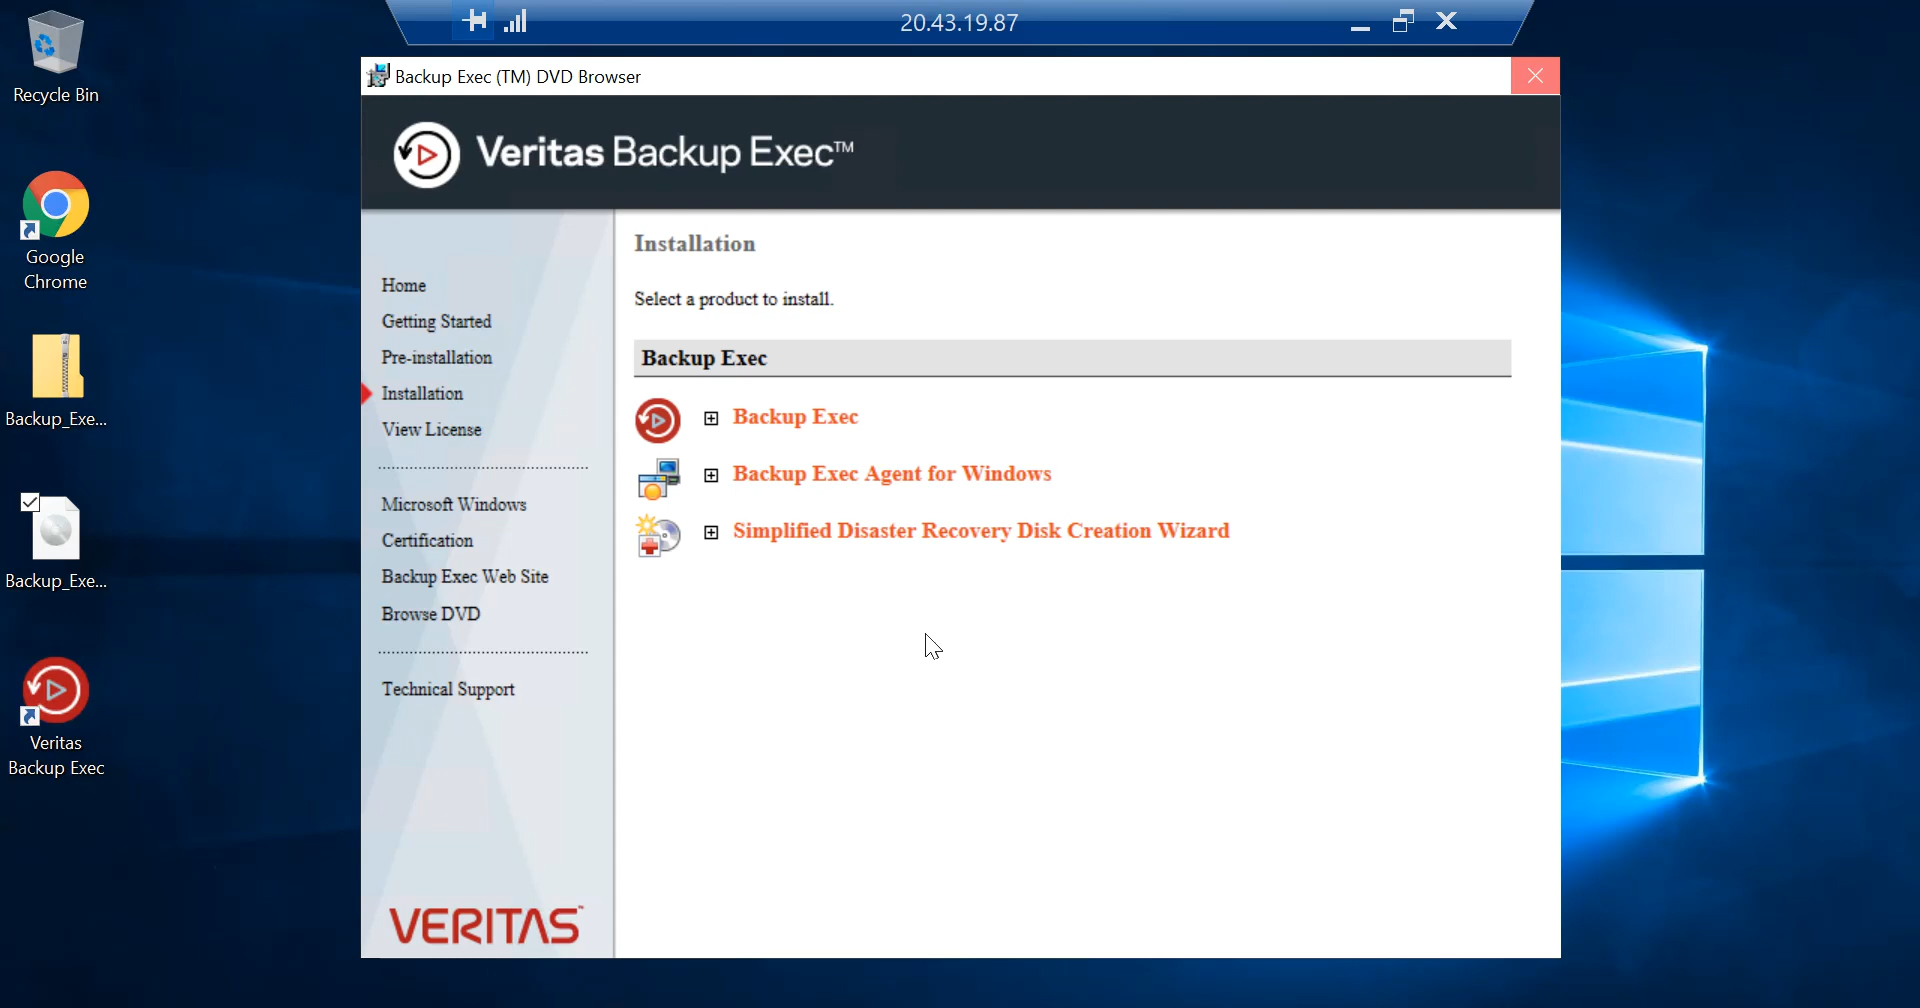 20.43.19.87
Recycle Bin
Google
Chrome
Backup_Exe...
Backup_Exe...
Veritas
Backup Exec
Backup Exec (TM) DVD Browser
Veritas Backup Exec™
Home
Getting Started
Pre-installation
Installation
View License
Microsoft Windows
Certification
Backup Exec Web Site
Browse DVD
Technical Support
VERITAS™
Installation
Select a product to install.
Backup Exec
Backup Exec
Backup Exec Agent for Windows
Simplified Disaster Recovery Disk Creation Wizard